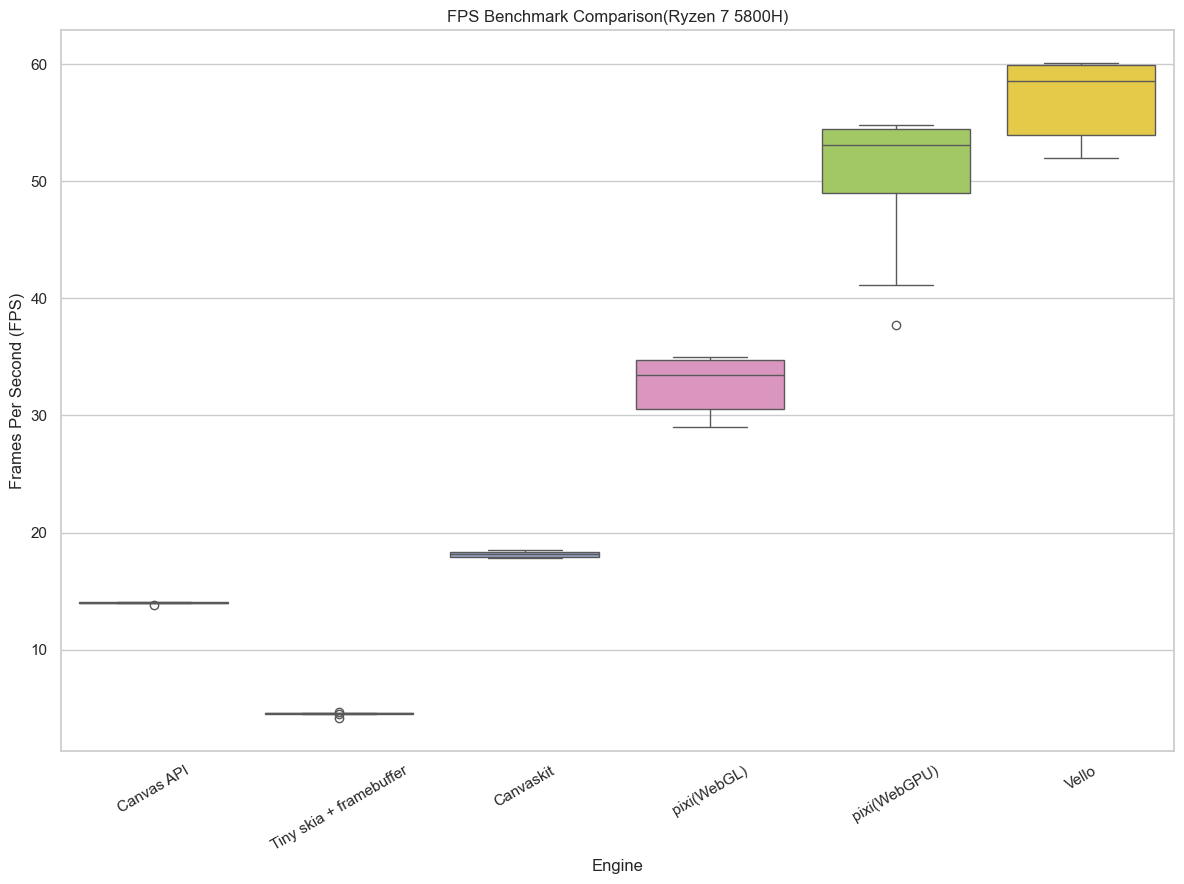 FPS Benchmark Comparison(Ryzen 7 5800H)
Frames Per Second (FPS)
60
50
40
30
20
10
Canvas API
Tiny skia + framebuffer
Canvaskit
pixi(WebGL)
pixi(WebGPU)
Vello
Engine